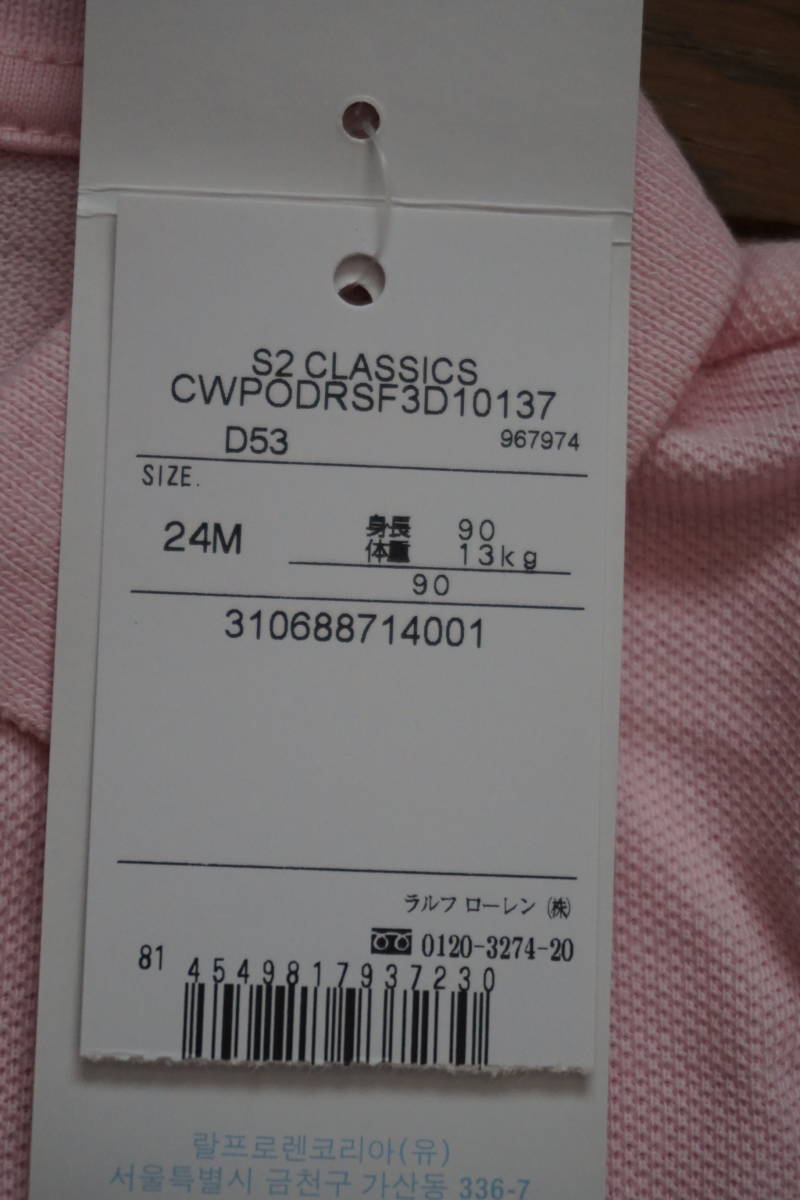 S2 CLASSICS
CWPODRSF3D10137
D53 967974
SIZE.
24M 身長 90
体重 13kg
90
310688714001
ラルフ ローレン (株)
0120-3274-20
81 4549817937230
랄프로렌코리아(유)
서울특별시 금천구 가산동 336-7